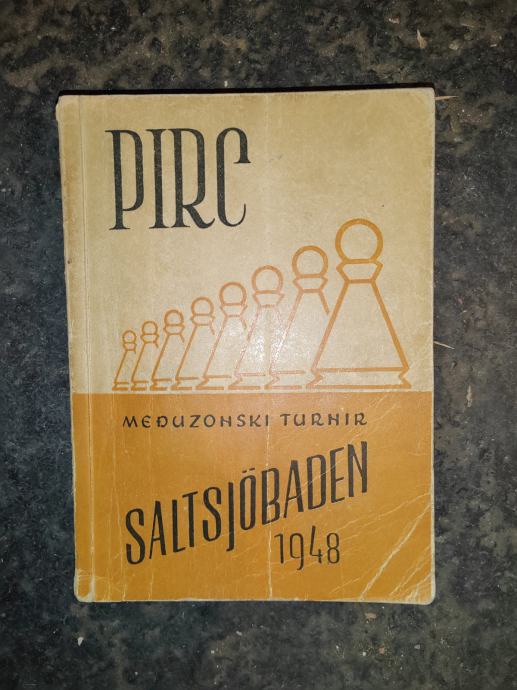 PIRC
MEĐUZONSKI TURNIR
SALTSJÖBADEN
1948